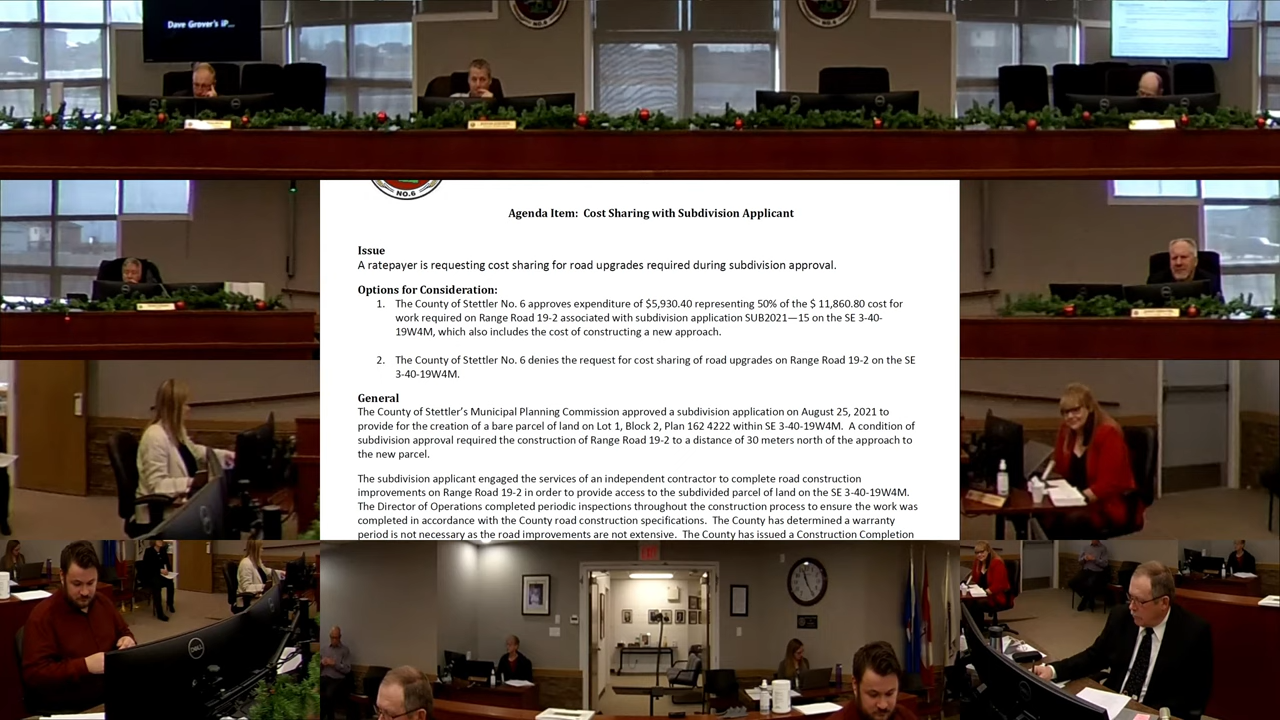 Dave Grover's iP...
NO.6
NO.6
NO.6
Agenda Item: Cost Sharing with Subdivision Applicant
Issue
A ratepayer is requesting cost sharing for road upgrades required during subdivision approval.
Options for Consideration:
1. The County of Stettler No. 6 approves expenditure of $5,930.40 representing 50% of the $ 11,860.80 cost for
work required on Range Road 19-2 associated with subdivision application SUB2021—15 on the SE 3-40-
19W4M, which also includes the cost of constructing a new approach.
2. The County of Stettler No. 6 denies the request for cost sharing of road upgrades on Range Road 19-2 on the SE
3-40-19W4M.
General
The County of Stettler's Municipal Planning Commission approved a subdivision application on August 25, 2021 to
provide for the creation of a bare parcel of land on Lot 1, Block 2, Plan 162 4222 within SE 3-40-19W4M. A condition of
subdivision approval required the construction of Range Road 19-2 to a distance of 30 meters north of the approach to
the new parcel.
The subdivision applicant engaged the services of an independent contractor to complete road construction
improvements on Range Road 19-2 in order to provide access to the subdivided parcel of land on the SE 3-40-19W4M.
The Director of Operations completed periodic inspections throughout the construction process to ensure the work was
completed in accordance with the County road construction specifications. The County has determined a warranty
period is not necessary as the road improvements are not extensive. The County has issued a Construction Completion
DELL